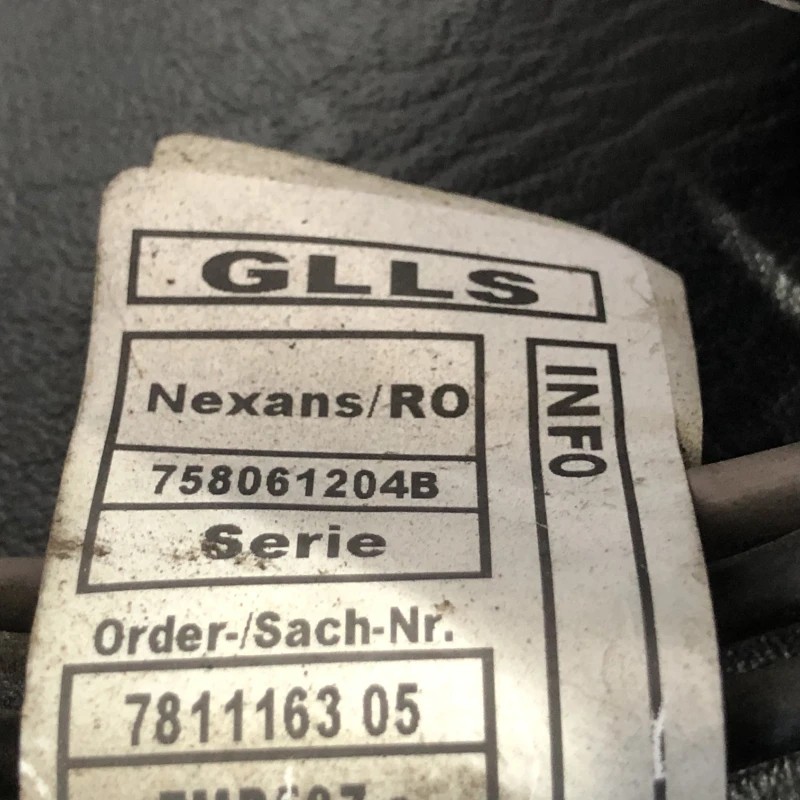 GLLS
Nexans/RO
758061204B
Serie
INFO
Order-/Sach-Nr.
7811163 05